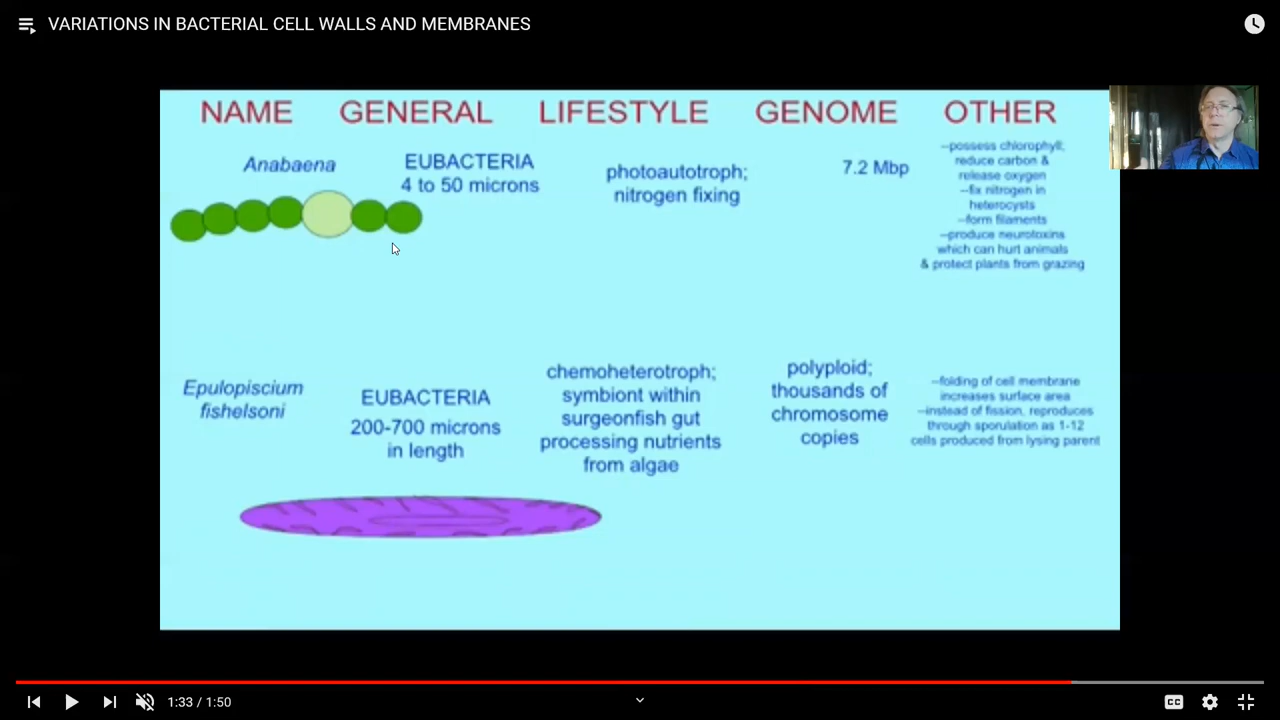 VARIATIONS IN BACTERIAL CELL WALLS AND MEMBRANES
NAME GENERAL LIFESTYLE GENOME OTHER
Anabaena
EUBACTERIA
4 to 50 microns
photoautotroph;
nitrogen fixing
7.2 Mbp
--possess chlorophyll;
reduce carbon &
release oxygen
--fix nitrogen in
heterocysts
--form filaments
--produce neurotoxins
which can hurt animals
& protect plants from grazing
Epulopiscium
fishelsoni
EUBACTERIA
200-700 microns
in length
chemoheterotroph;
symbiont within
surgeonfish gut
processing nutrients
from algae
polyploid;
thousands of
chromosome
copies
--folding of cell membrane
increases surface area
--instead of fission, reproduces
through sporulation as 1-12
cells produced from lysing parent
1:33 / 1:50
CC